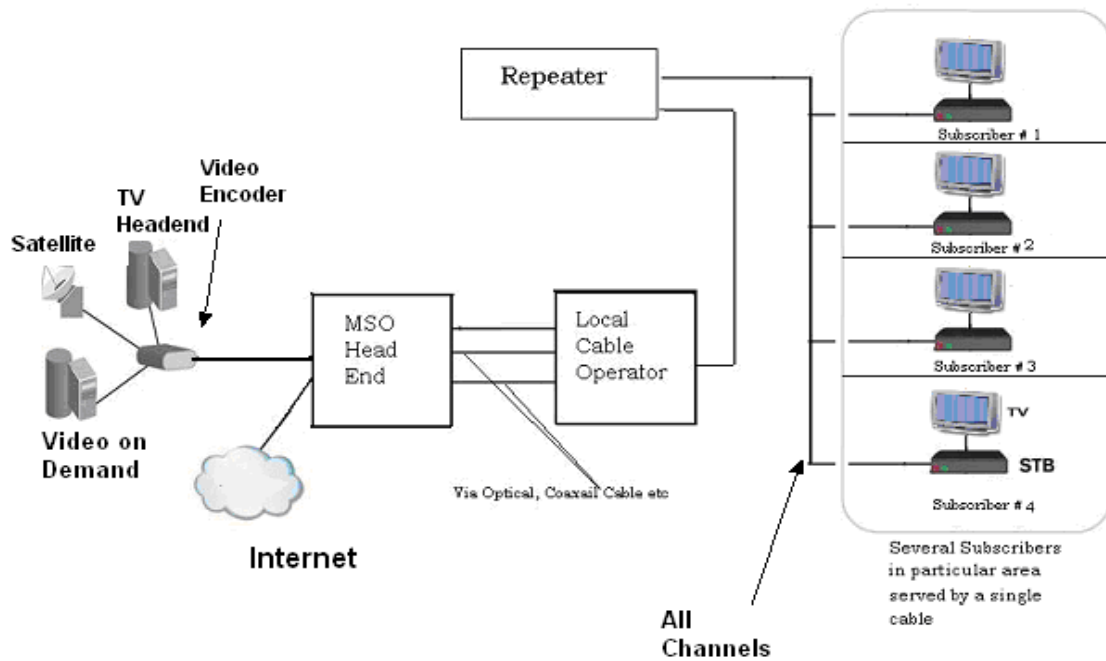 Repeater
Subscriber # 1
Video
Encoder
TV
Headend
Satellite
Subscriber # 2
MSO
Head
End
Local
Cable
Operator
Subscriber # 3
Video on
Demand
TV
STB
Via Optical, Coaxail Cable etc
Subscriber # 4
Internet
Several Subscribers
in particular area
served by a single
cable
All
Channels